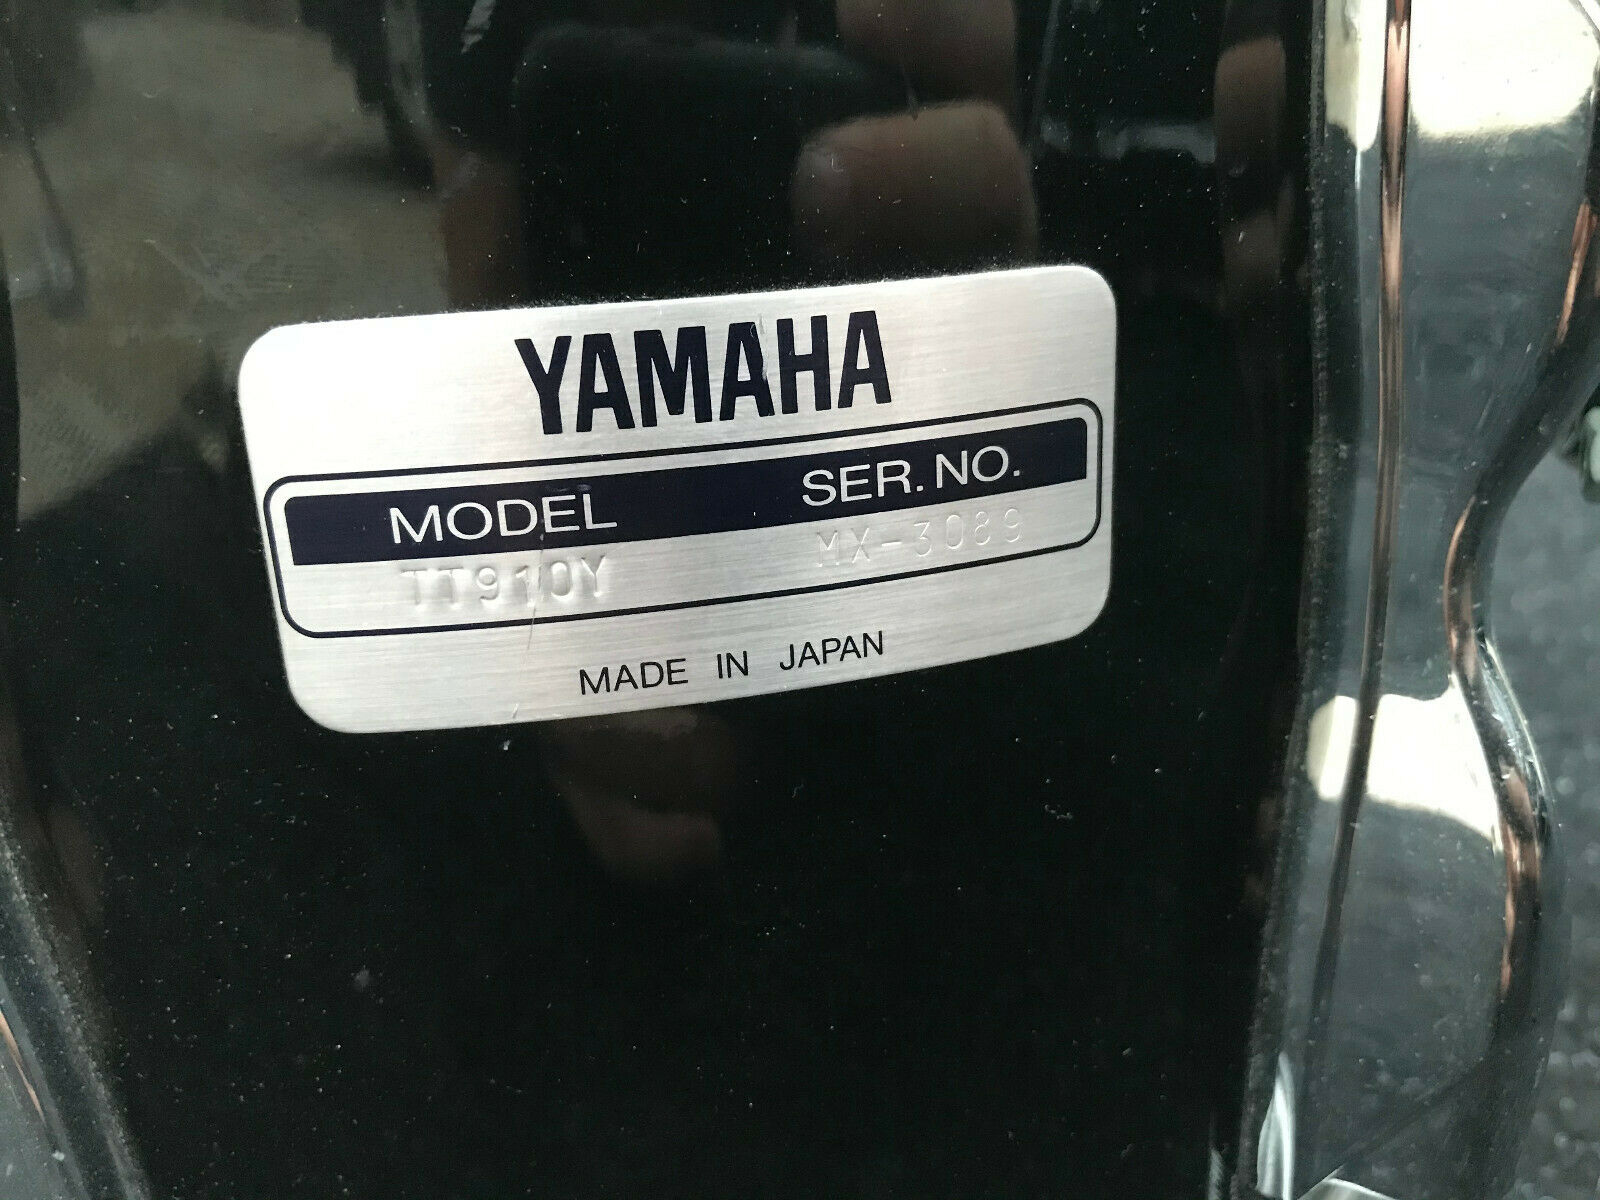 YAMAHA
MODEL SER. NO.
TT910Y MX-3089
MADE IN JAPAN